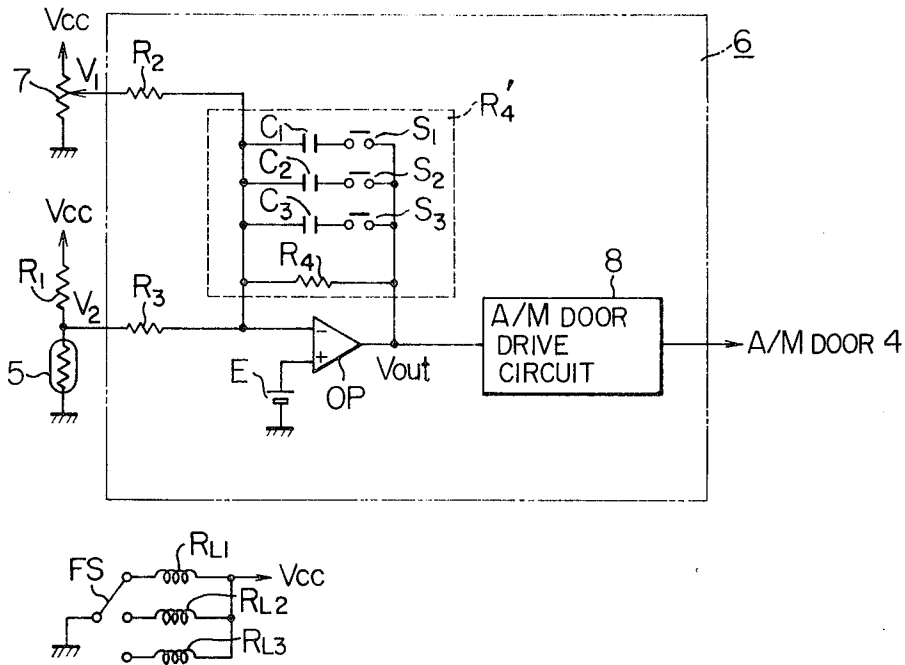 Vcc
7
V1
R2
6
R4'
C1
S1
C2
S2
C3
S3
R4
Vcc
R1
V2
R3
5
E
OP
Vout
8
A/M DOOR
DRIVE
CIRCUIT
A/M DOOR 4
FS
RL1
Vcc
RL2
RL3